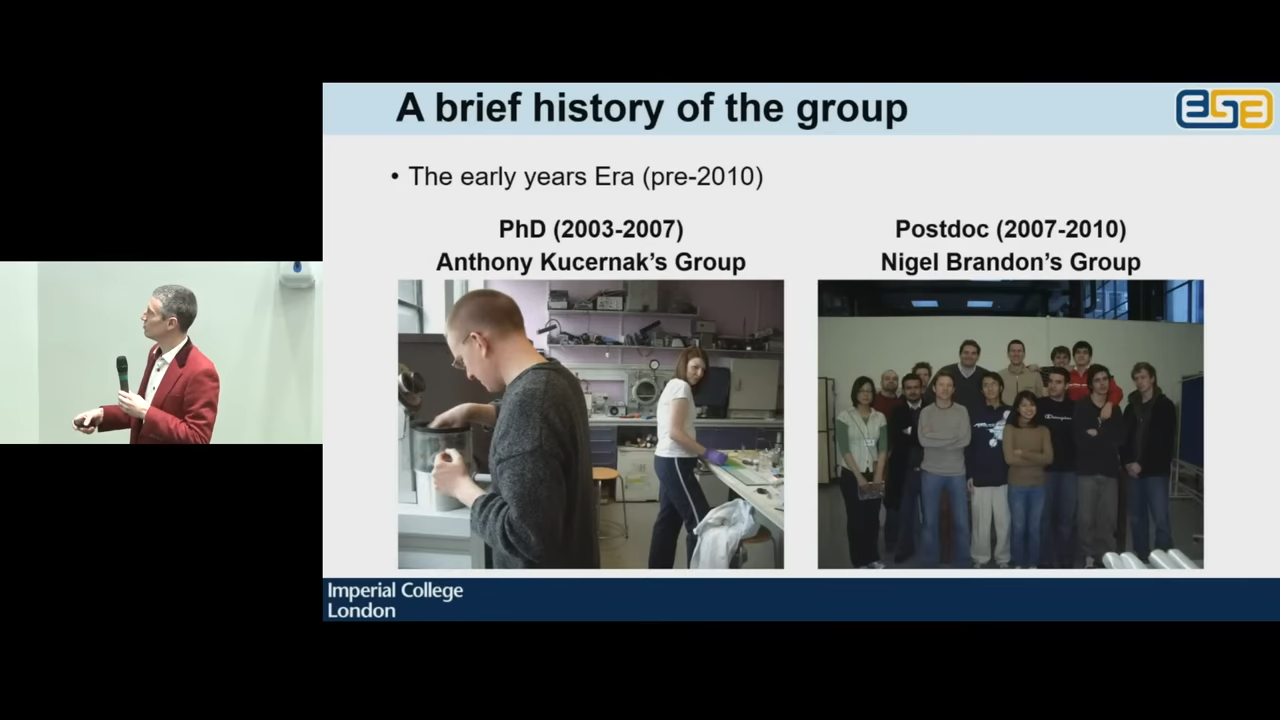 A brief history of the group
• The early years Era (pre-2010)
PhD (2003-2007)
Anthony Kucernak’s Group
Postdoc (2007-2010)
Nigel Brandon’s Group
Imperial College
London